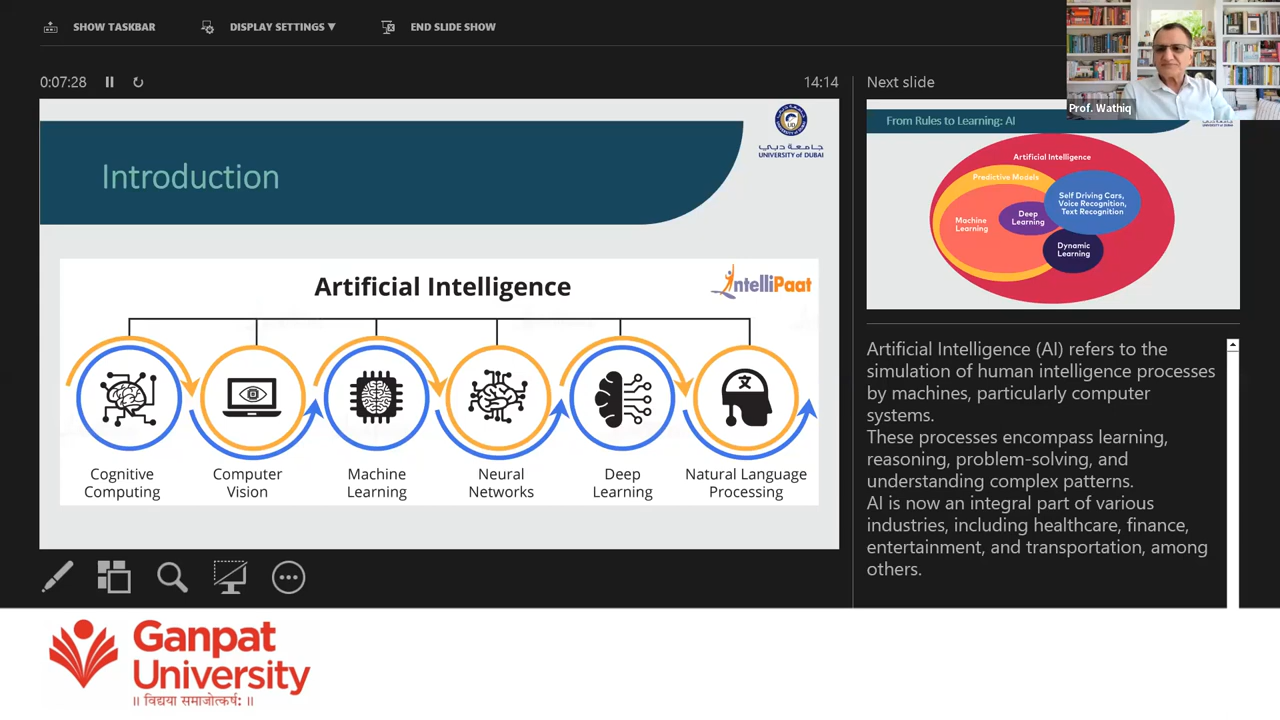 SHOW TASKBAR
DISPLAY SETTINGS ▼
END SLIDE SHOW
0:07:28
14:14
Next slide
Prof. Wathiq
Introduction
جامعة دبي
UNIVERSITY OF DUBAI
Artificial Intelligence
IntelliPaat
Cognitive
Computing
Computer
Vision
Machine
Learning
Neural
Networks
Deep
Learning
Natural Language
Processing
From Rules to Learning: AI
Artificial Intelligence
Predictive Models
Machine
Learning
Deep
Learning
Self Driving Cars,
Voice Recognition,
Text Recognition
Dynamic
Learning
Artificial Intelligence (AI) refers to the
simulation of human intelligence processes
by machines, particularly computer
systems.
These processes encompass learning,
reasoning, problem-solving, and
understanding complex patterns.
AI is now an integral part of various
industries, including healthcare, finance,
entertainment, and transportation, among
others.
Ganpat
University
॥ विद्यया समाजोत्कर्षः ॥